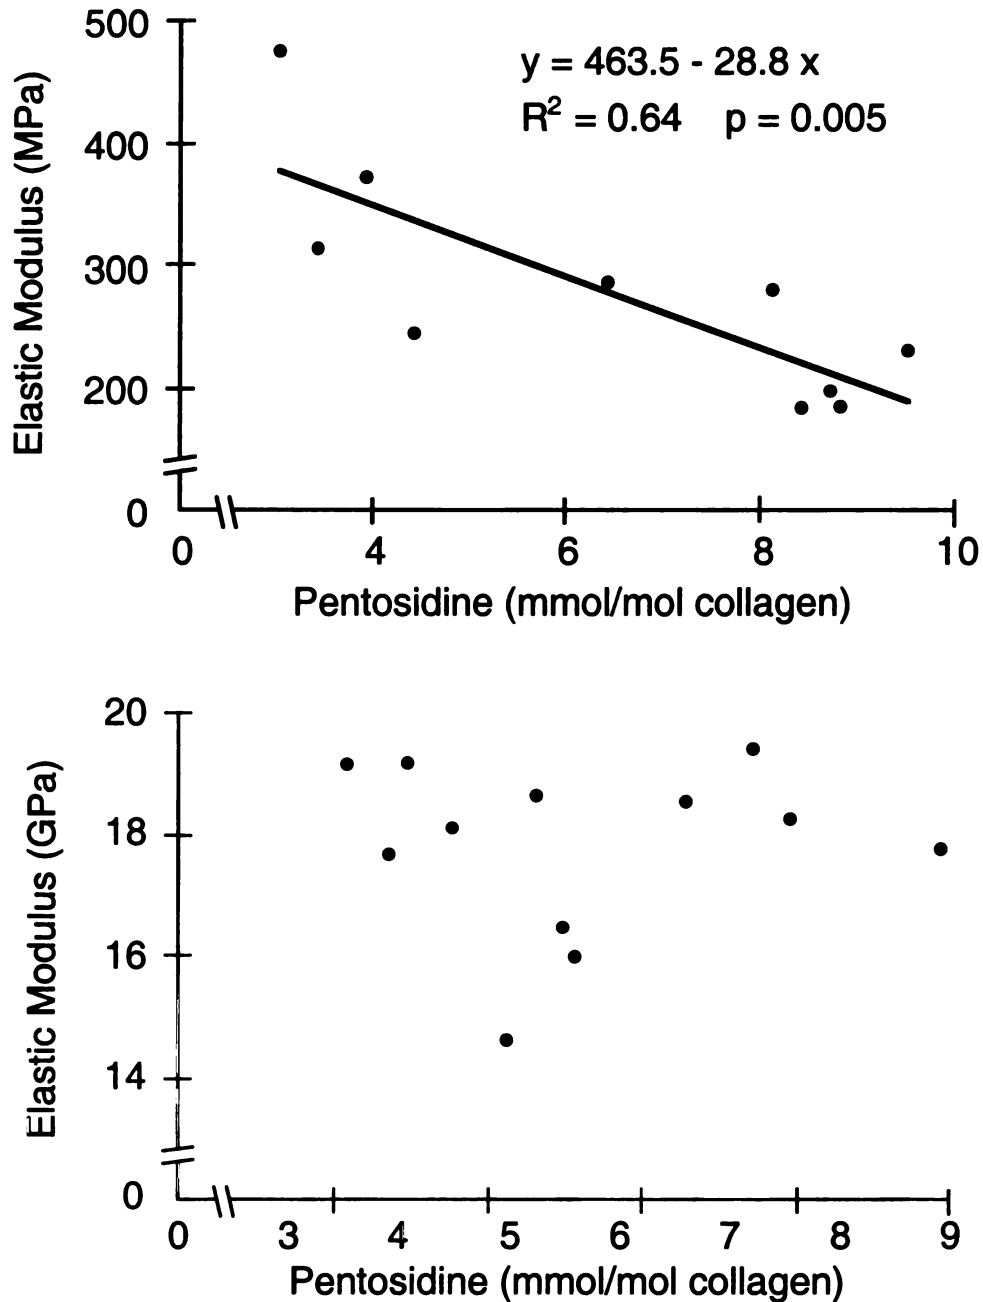 500
400
300
200
0
Elastic Modulus (MPa)
y = 463.5 - 28.8 x
R² = 0.64 p = 0.005
0 4 6 8 10
Pentosidine (mmol/mol collagen)
20
18
16
14
0
Elastic Modulus (GPa)
0 3 4 5 6 7 8 9
Pentosidine (mmol/mol collagen)